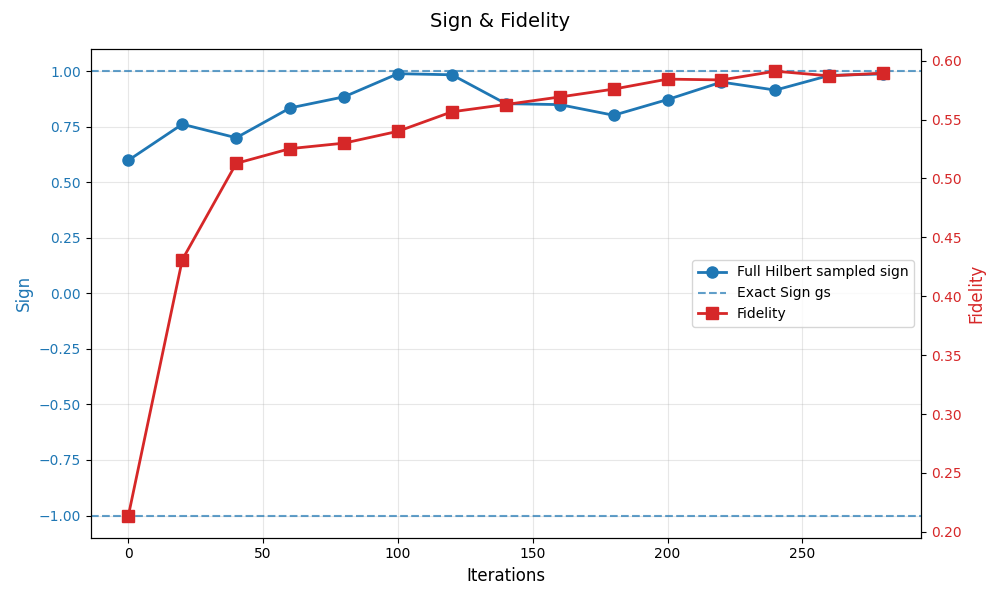 Sign & Fidelity
1.00
0.75
0.50
0.25
0.00
−0.25
−0.50
−0.75
−1.00
Sign
0.60
0.55
0.50
0.45
0.40
0.35
0.30
0.25
0.20
Fidelity
Full Hilbert sampled sign
Exact Sign gs
Fidelity
0 50 100 150 200 250
Iterations